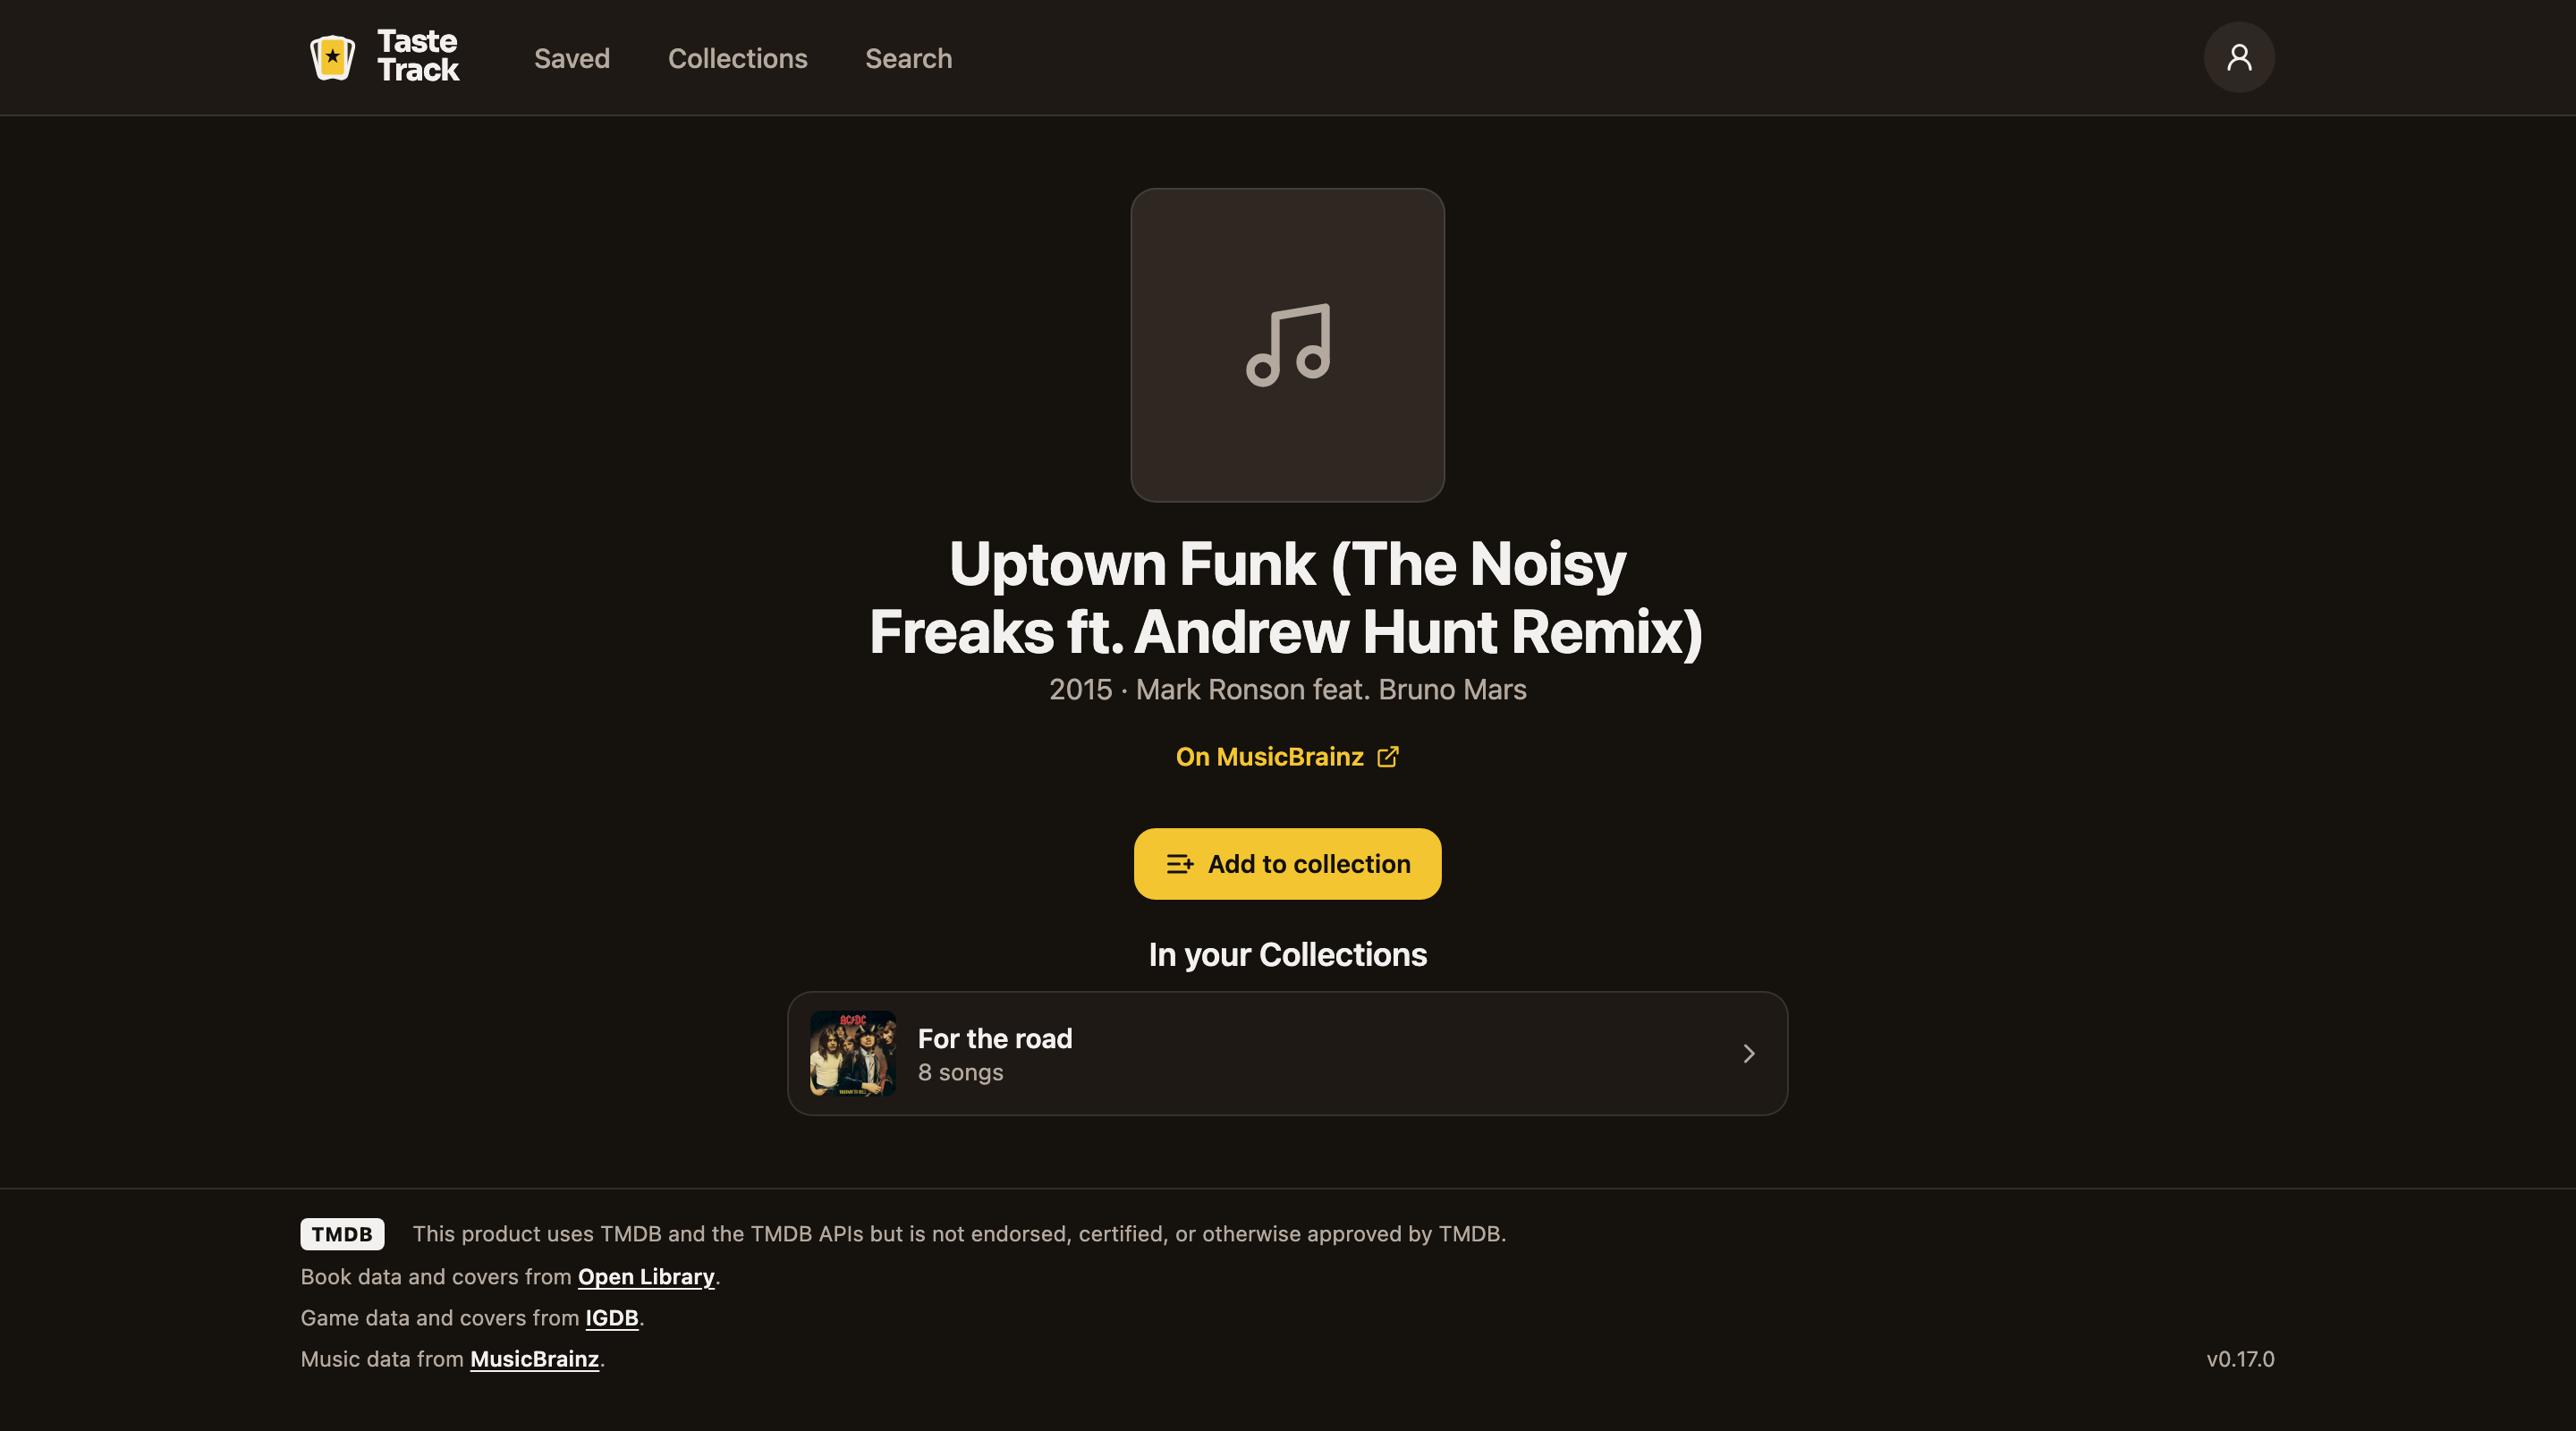 Taste
Track
Saved
Collections
Search
Uptown Funk (The Noisy
Freaks ft. Andrew Hunt Remix)
2015 · Mark Ronson feat. Bruno Mars
On MusicBrainz
Add to collection
In your Collections
AC/DC
For the road
8 songs
TMDB This product uses TMDB and the TMDB APIs but is not endorsed, certified, or otherwise approved by TMDB.
Book data and covers from Open Library.
Game data and covers from IGDB.
Music data from MusicBrainz.
v0.17.0